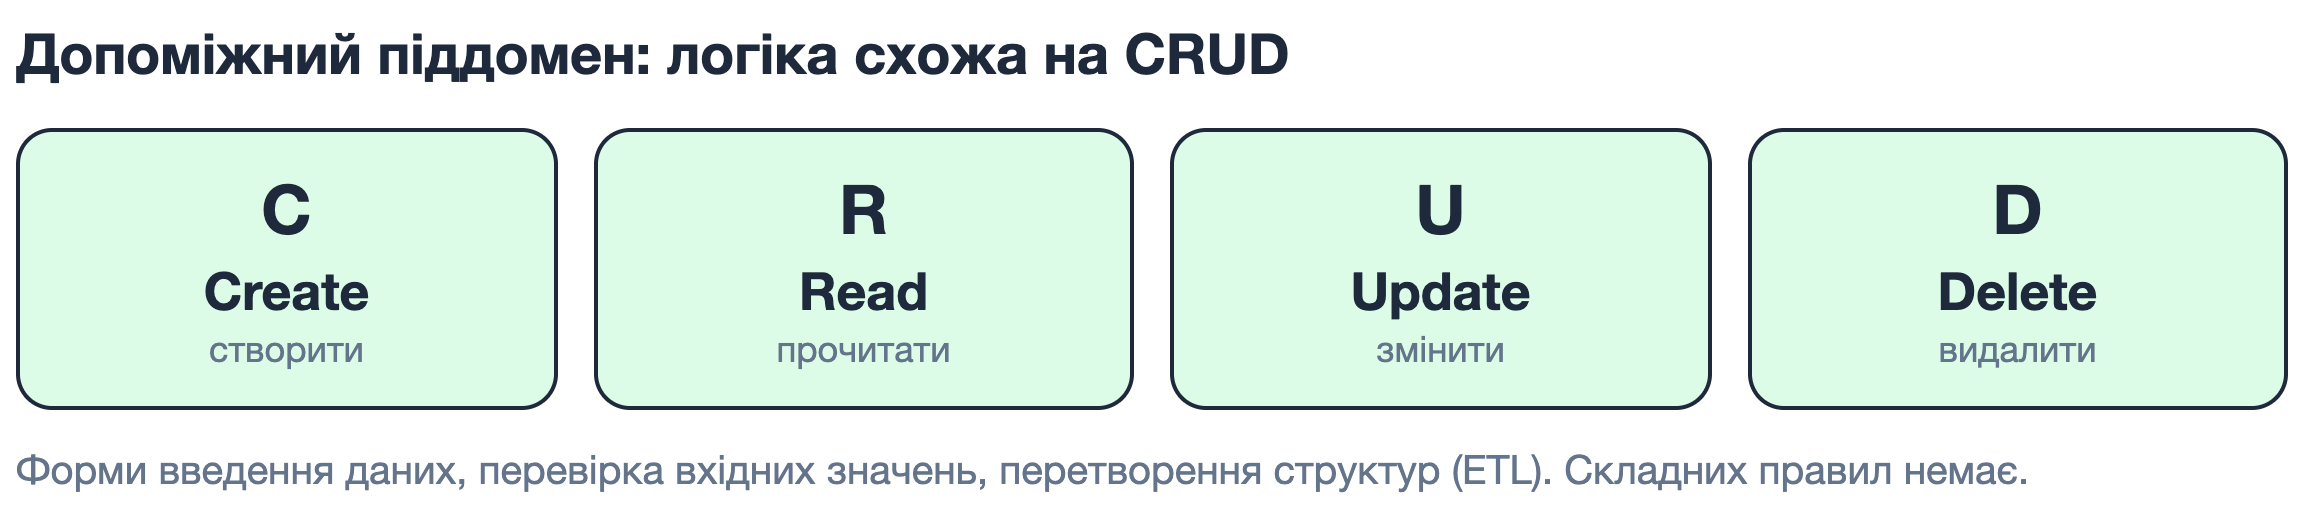 Допоміжний піддомен: логіка схожа на CRUD
C
Create
створити
R
Read
прочитати
U
Update
змінити
D
Delete
видалити
Форми введення даних, перевірка вхідних значень, перетворення структур (ETL). Складних правил немає.